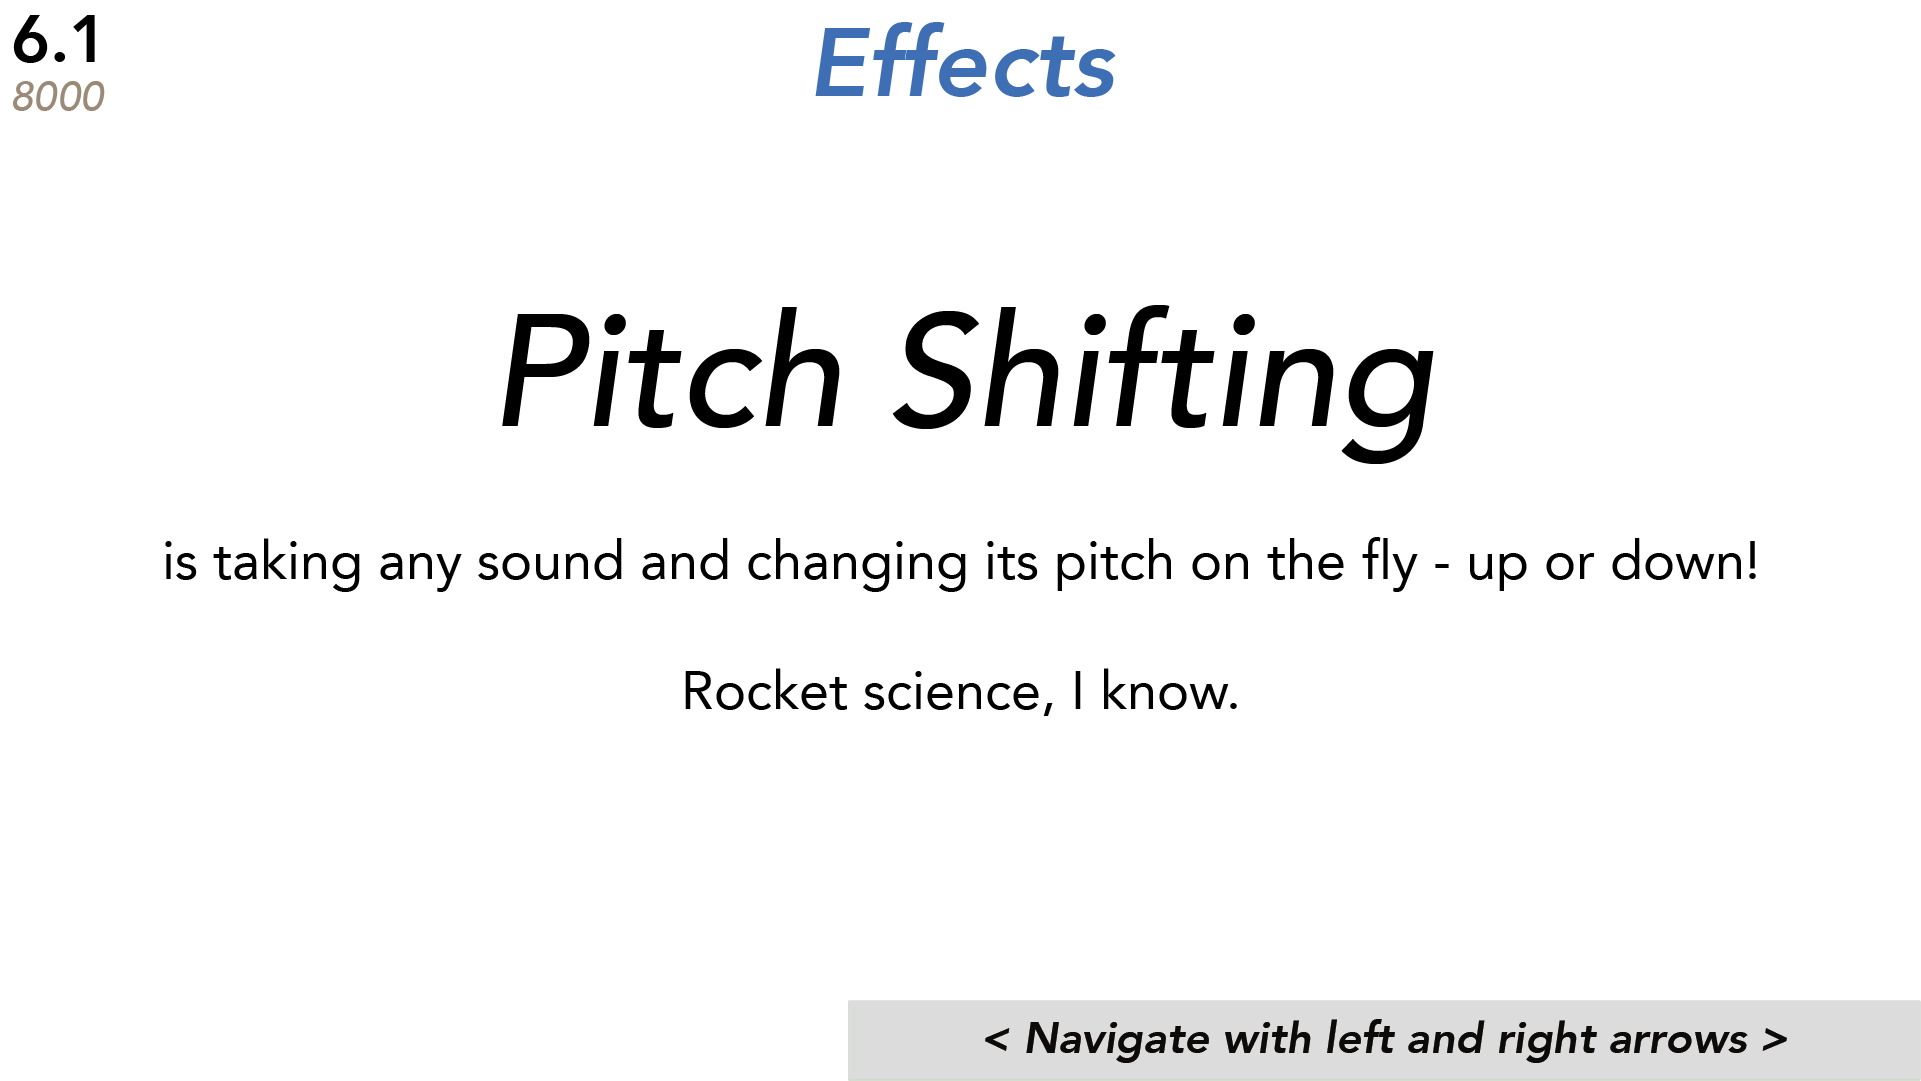 6.1
8000
Effects
Pitch Shifting
is taking any sound and changing its pitch on the fly - up or down!
Rocket science, I know.
< Navigate with left and right arrows >